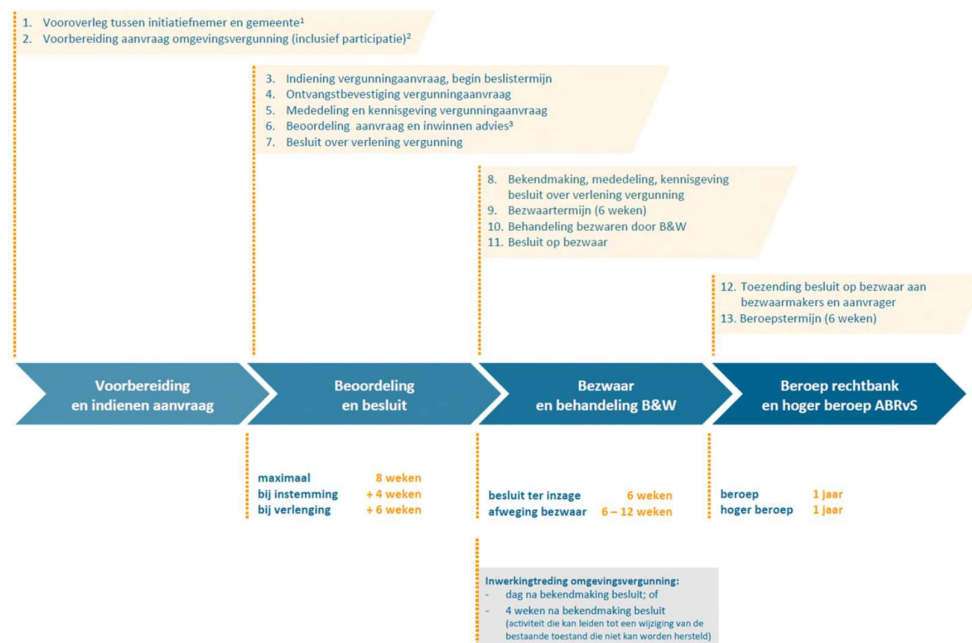 1. Vooroverleg tussen initiatiefnemer en gemeente¹
2. Voorbereiding aanvraag omgevingsvergunning (inclusief participatie)²
3. Indiening vergunningaanvraag, begin beslistermijn
4. Ontvangstbevestiging vergunningaanvraag
5. Mededeling en kennisgeving vergunningaanvraag
6. Beoordeling aanvraag en inwinnen advies³
7. Besluit over verlening vergunning
8. Bekendmaking, mededeling, kennisgeving
besluit over verlening vergunning
9. Bezwaartermijn (6 weken)
10. Behandeling bezwaren door B&W
11. Besluit op bezwaar
12. Toezending besluit op bezwaar aan
bezwaarmakers en aanvrager
13. Beroepstermijn (6 weken)
Voorbereiding
en indienen aanvraag
Beoordeling
en besluit
Bezwaar
en behandeling B&W
Beroep rechtbank
en hoger beroep ABRvS
maximaal 8 weken
bij instemming + 4 weken
bij verlenging + 6 weken
besluit ter inzage 6 weken
afweging bezwaar 6 – 12 weken
beroep 1 jaar
hoger beroep 1 jaar
Inwerkingtreding omgevingsvergunning:
- dag na bekendmaking besluit; of
- 4 weken na bekendmaking besluit
(activiteit die kan leiden tot een wijziging van de
bestaande toestand die niet kan worden hersteld)